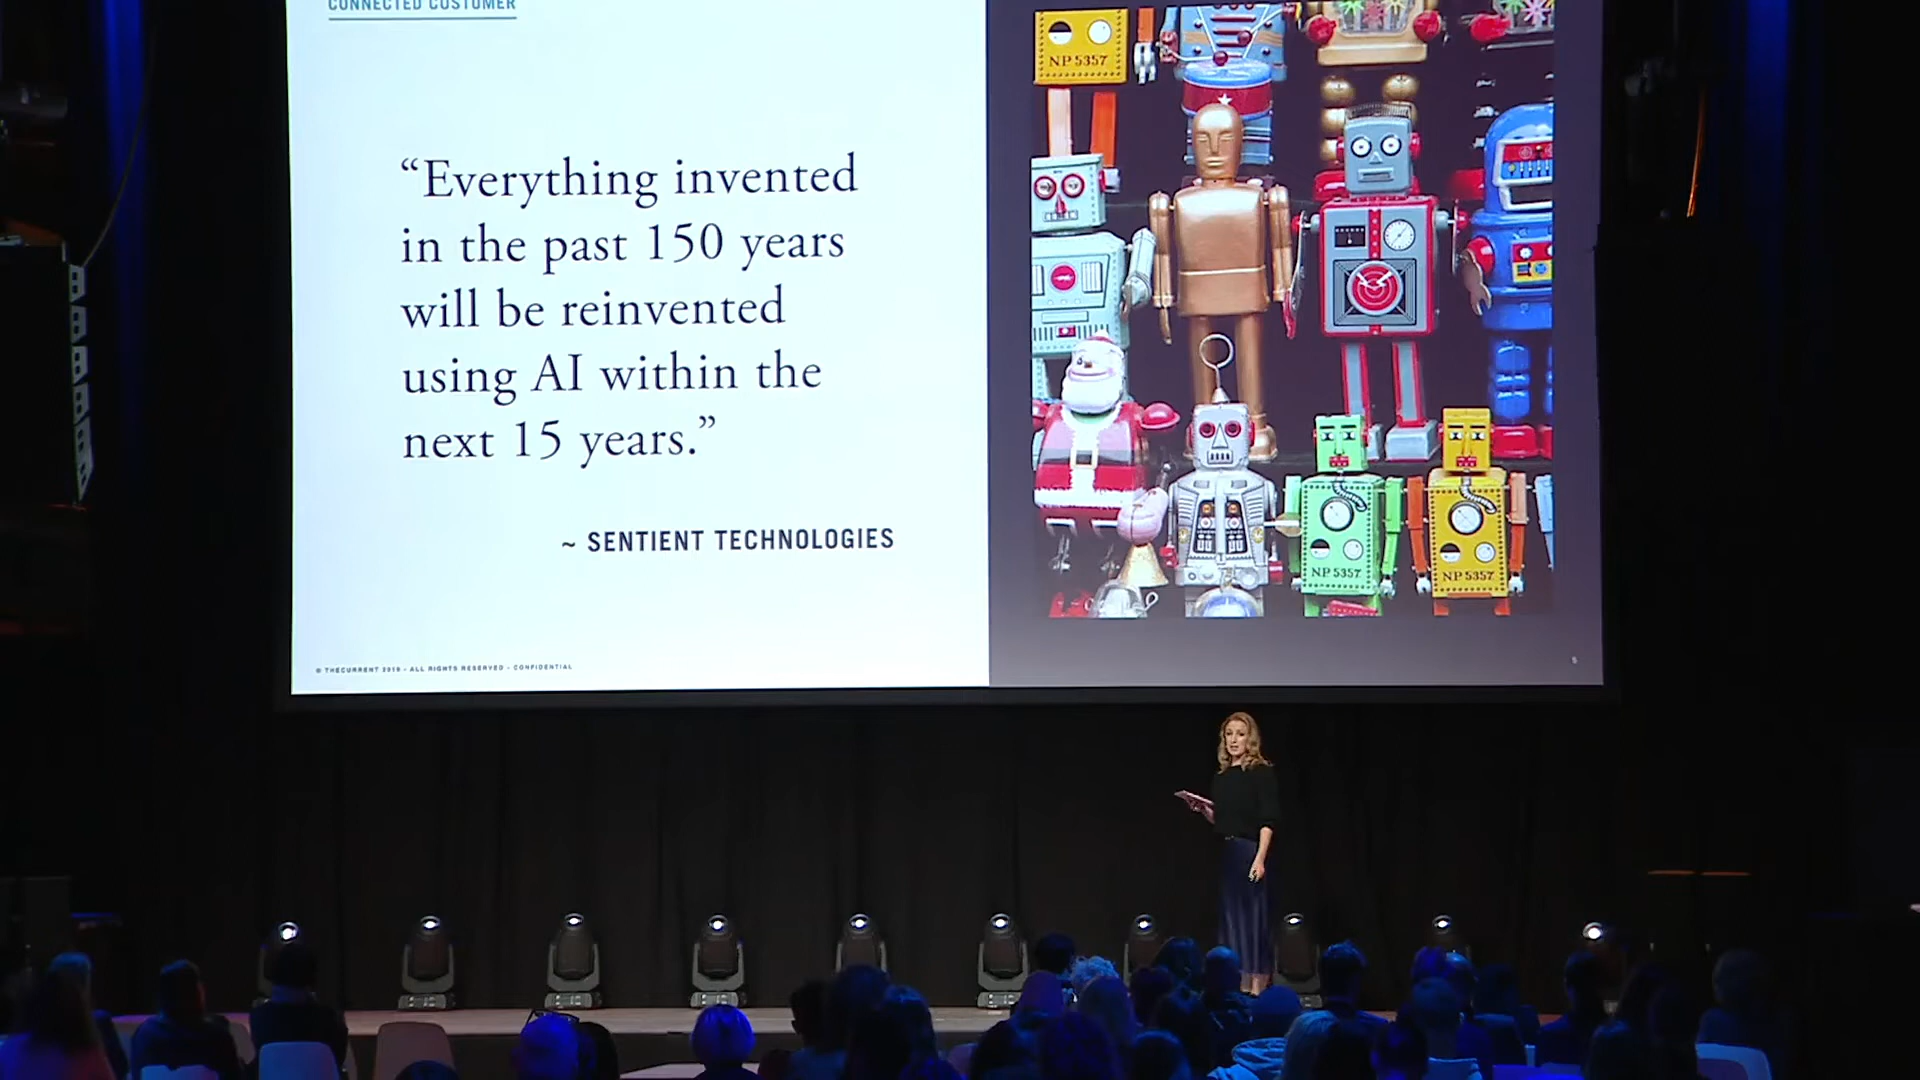 CONNECTED CUSTOMER
“Everything invented
in the past 150 years
will be reinvented
using AI within the
next 15 years.”
~ SENTIENT TECHNOLOGIES
NP 5357
NP 5357
NP 5357
5